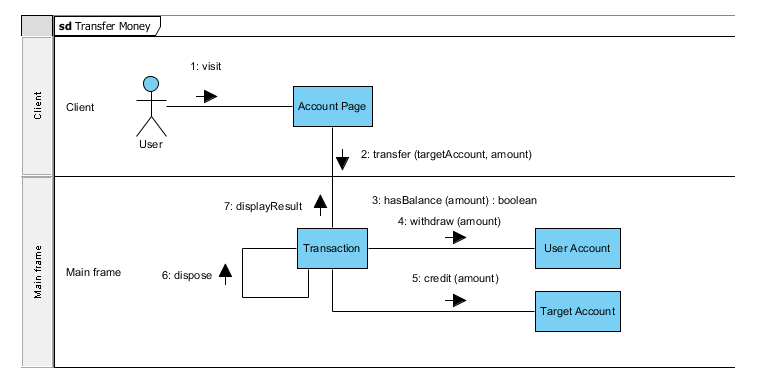 sd Transfer Money
Client
Client
1: visit
User
Account Page
2: transfer (targetAccount, amount)
Main frame
Main frame
7: displayResult
3: hasBalance (amount) : boolean
4: withdraw (amount)
Transaction
User Account
6: dispose
5: credit (amount)
Target Account